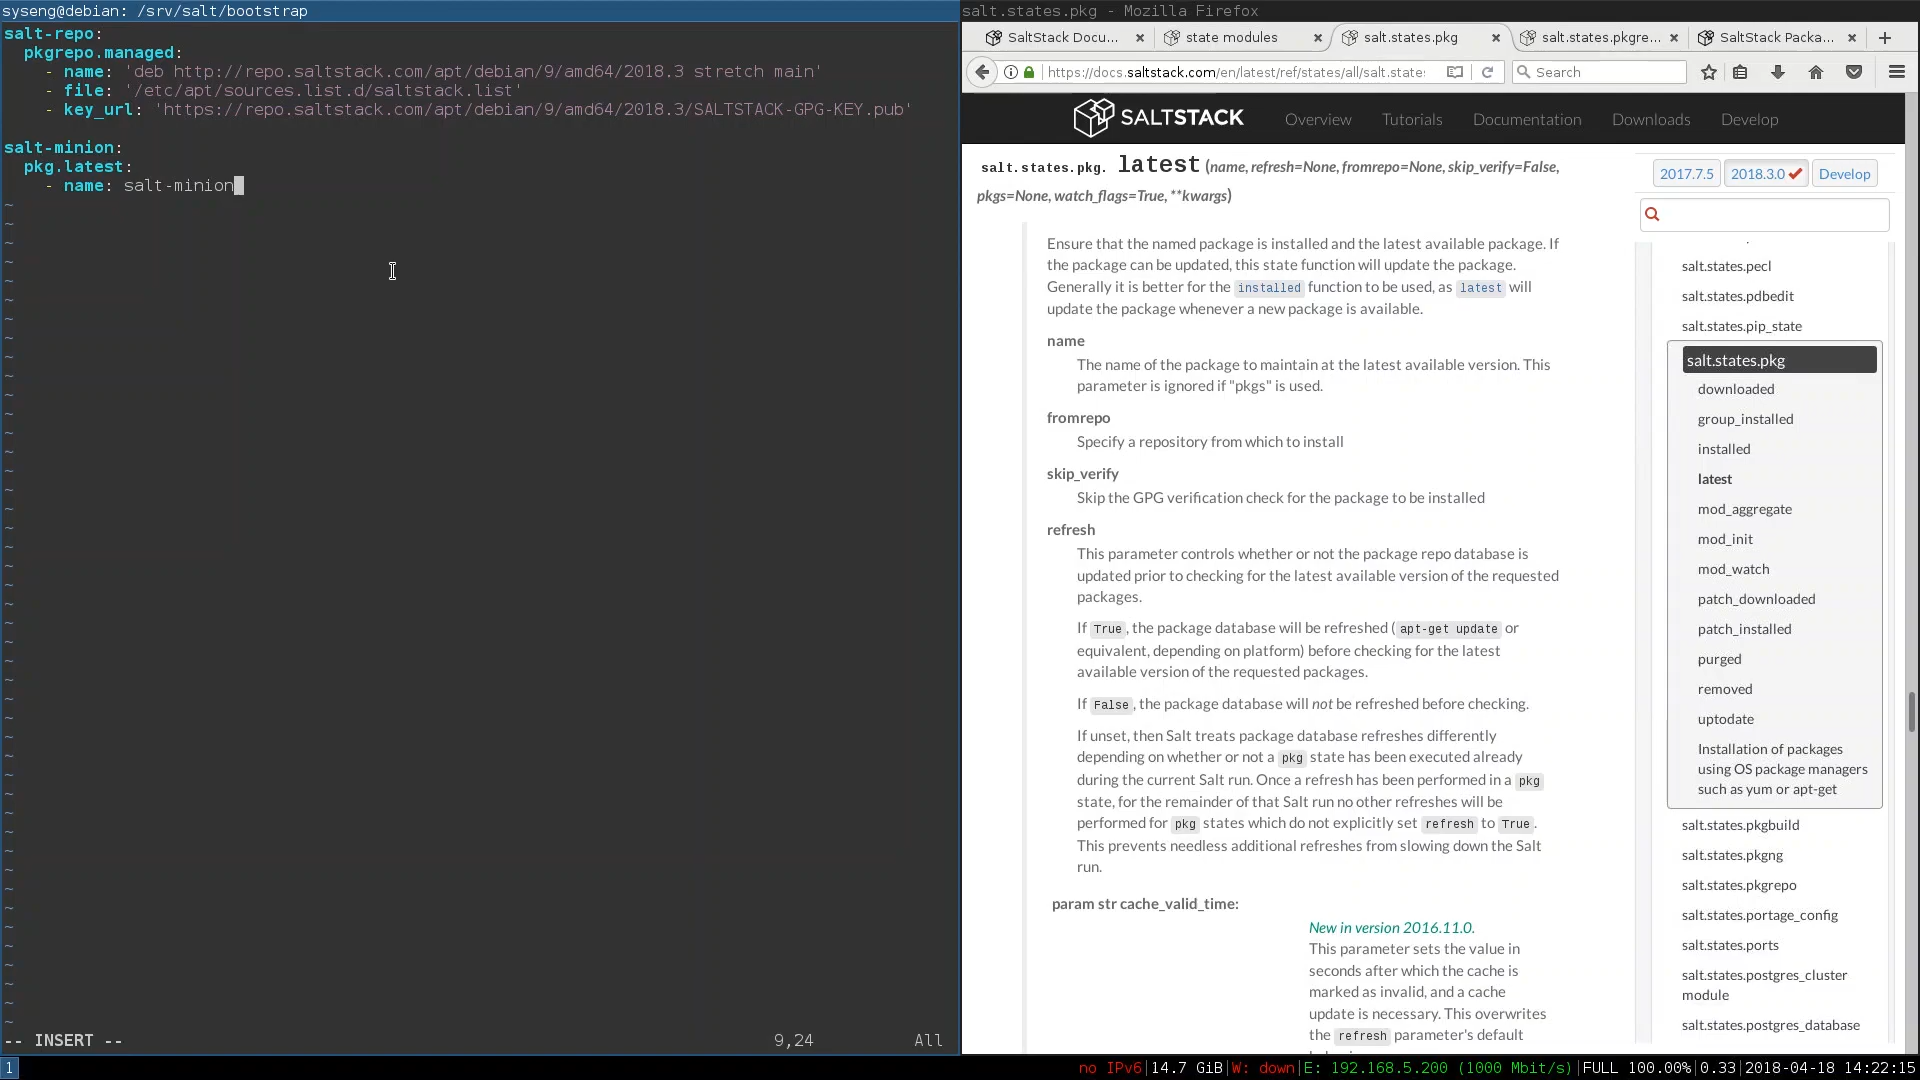 syseng@debian: /srv/salt/bootstrap
salt-repo:
pkgrepo.managed:
- name: 'deb http://repo.saltstack.com/apt/debian/9/amd64/2018.3 stretch main'
- file: '/etc/apt/sources.list.d/saltstack.list'
- key_url: 'https://repo.saltstack.com/apt/debian/9/amd64/2018.3/SALTSTACK-GPG-KEY.pub'
salt-minion:
pkg.latest:
- name: salt-minion
-- INSERT -- 9,24 All
salt.states.pkg - Mozilla Firefox
SaltStack Docu... state modules salt.states.pkg salt.states.pkgre... SaltStack Packa...
https://docs.saltstack.com/en/latest/ref/states/all/salt.state: Search
SALTSTACK Overview Tutorials Documentation Downloads Develop
salt.states.pkg. latest (name, refresh=None, fromrepo=None, skip_verify=False,
pkgs=None, watch_flags=True, **kwargs)
Ensure that the named package is installed and the latest available package. If
the package can be updated, this state function will update the package.
Generally it is better for the installed function to be used, as latest will
update the package whenever a new package is available.
name
The name of the package to maintain at the latest available version. This
parameter is ignored if "pkgs" is used.
fromrepo
Specify a repository from which to install
skip_verify
Skip the GPG verification check for the package to be installed
refresh
This parameter controls whether or not the package repo database is
updated prior to checking for the latest available version of the requested
packages.
If True, the package database will be refreshed (apt-get update or
equivalent, depending on platform) before checking for the latest
available version of the requested packages.
If False, the package database will not be refreshed before checking.
If unset, then Salt treats package database refreshes differently
depending on whether or not a pkg state has been executed already
during the current Salt run. Once a refresh has been performed in a pkg
state, for the remainder of that Salt run no other refreshes will be
performed for pkg states which do not explicitly set refresh to True.
This prevents needless additional refreshes from slowing down the Salt
run.
param str cache_valid_time:
New in version 2016.11.0.
This parameter sets the value in
seconds after which the cache is
marked as invalid, and a cache
update is necessary. This overwrites
the refresh parameter's default
2017.7.5 2018.3.0 Develop
salt.states.pecl
salt.states.pdbedit
salt.states.pip_state
salt.states.pkg
downloaded
group_installed
installed
latest
mod_aggregate
mod_init
mod_watch
patch_downloaded
patch_installed
purged
removed
uptodate
Installation of packages
using OS package managers
such as yum or apt-get
salt.states.pkgbuild
salt.states.pkgng
salt.states.pkgrepo
salt.states.portage_config
salt.states.ports
salt.states.postgres_cluster
module
salt.states.postgres_database
1 no IPv6|14.7 GiB|W: down|E: 192.168.5.200 (1000 Mbit/s)|FULL 100.00%|0.33|2018-04-18 14:22:15